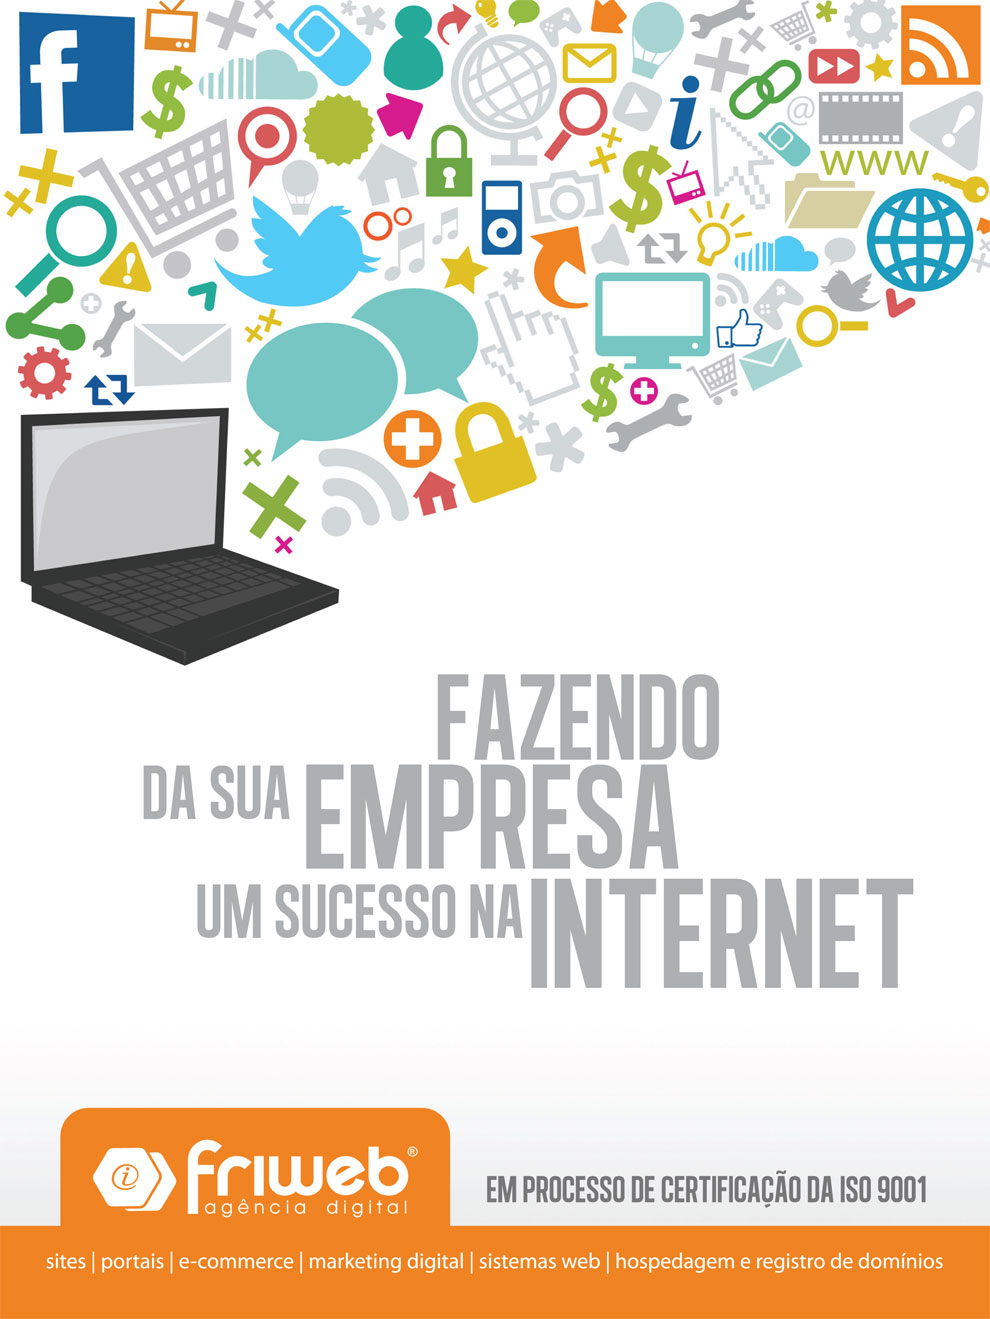 f
i
@
WWW
FAZENDO
DA SUA EMPRESA
UM SUCESSO NA INTERNET
i friweb®
agência digital
EM PROCESSO DE CERTIFICAÇÃO DA ISO 9001
sites | portais | e-commerce | marketing digital | sistemas web | hospedagem e registro de domínios